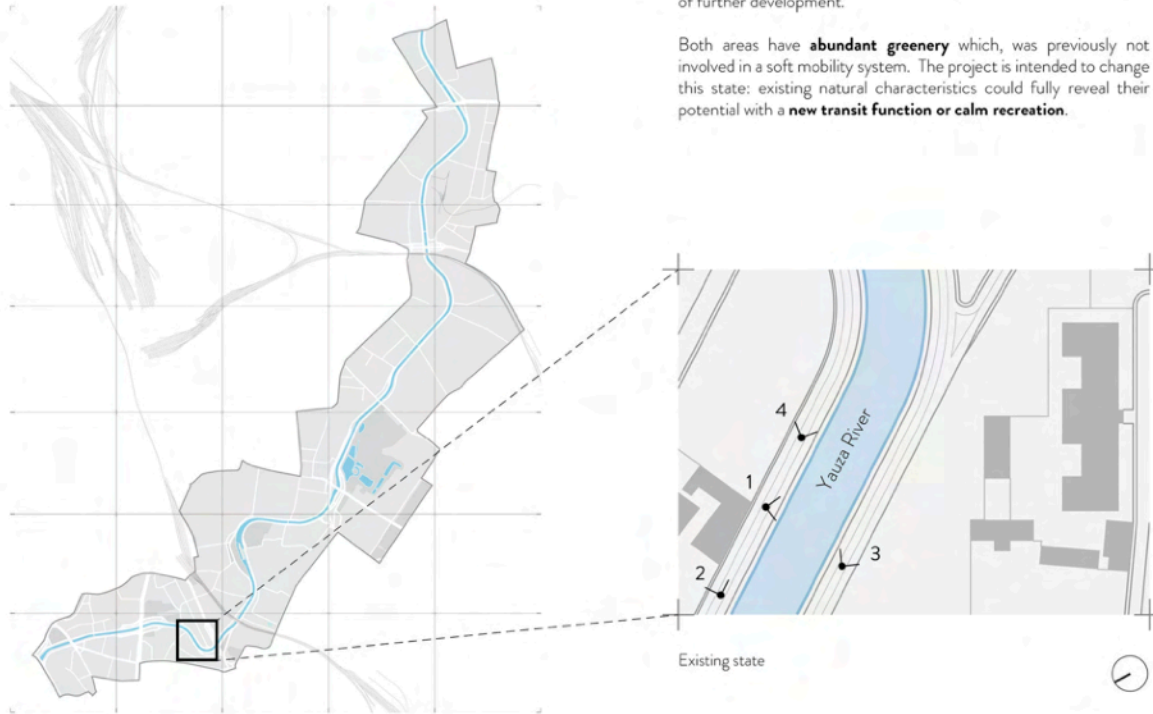 of further development.
Both areas have abundant greenery which, was previously not
involved in a soft mobility system. The project is intended to change
this state: existing natural characteristics could fully reveal their
potential with a new transit function or calm recreation.
4
Yauza River
1
3
2
Existing state